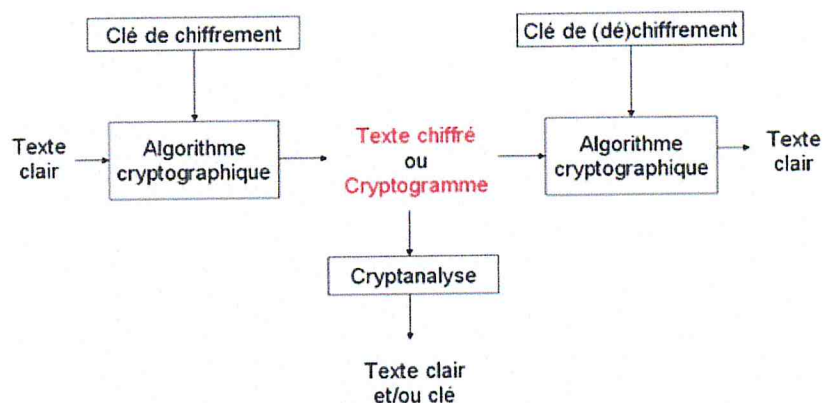 Clé de chiffrement
Clé de (dé)chiffrement
Texte
clair
Algorithme
cryptographique
Texte chiffré
ou
Cryptogramme
Algorithme
cryptographique
Texte
clair
Cryptanalyse
Texte clair
et/ou clé